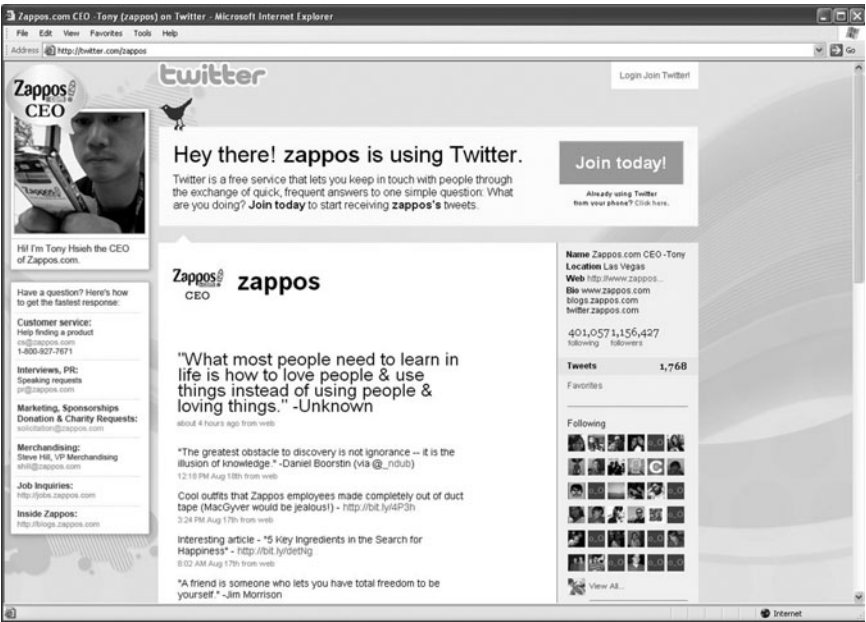 Zappos.com CEO -Tony (zappos) on Twitter - Microsoft Internet Explorer
File Edit View Favorites Tools Help
Address http://twitter.com/zappos Go
Zappos
CEO
Hi! I'm Tony Hsieh the CEO
of Zappos.com.
Have a question? Here's how
to get the fastest response:
Customer service:
Help finding a product
cs@zappos.com
1-800-927-7671
Interviews, PR:
Speaking requests
pr@zappos.com
Marketing, Sponsorships
Donation & Charity Requests:
solicitation@zappos.com
Merchandising:
Steve Hill, VP Merchandising
shill@zappos.com
Job Inquiries:
http://jobs.zappos.com
Inside Zappos:
http://blogs.zappos.com
twitter
Login Join Twitter!
Hey there! zappos is using Twitter.
Twitter is a free service that lets you keep in touch with people through
the exchange of quick, frequent answers to one simple question: What
are you doing? Join today to start receiving zappos's tweets.
Join today!
Already using Twitter
from your phone? Click here.
Zappos
CEO
zappos
"What most people need to learn in
life is how to love people & use
things instead of using people &
loving things." -Unknown
about 4 hours ago from web
"The greatest obstacle to discovery is not ignorance -- it is the
illusion of knowledge." -Daniel Boorstin (via @_ndub)
12:18 PM Aug 18th from web
Cool outfits that Zappos employees made completely out of duct
tape (MacGyver would be jealous!) - http://bit.ly/4P3h
3:24 PM Aug 17th from web
Interesting article - "5 Key Ingredients in the Search for
Happiness" - http://bit.ly/detNg
8:02 AM Aug 17th from web
"A friend is someone who lets you have total freedom to be
yourself." -Jim Morrison
Name Zappos.com CEO -Tony
Location Las Vegas
Web http://www.zappos...
Bio www.zappos.com
blogs.zappos.com
twitter.zappos.com
401,057 1,156,427
following followers
Tweets 1,768
Favorites
Following
View All...
Internet